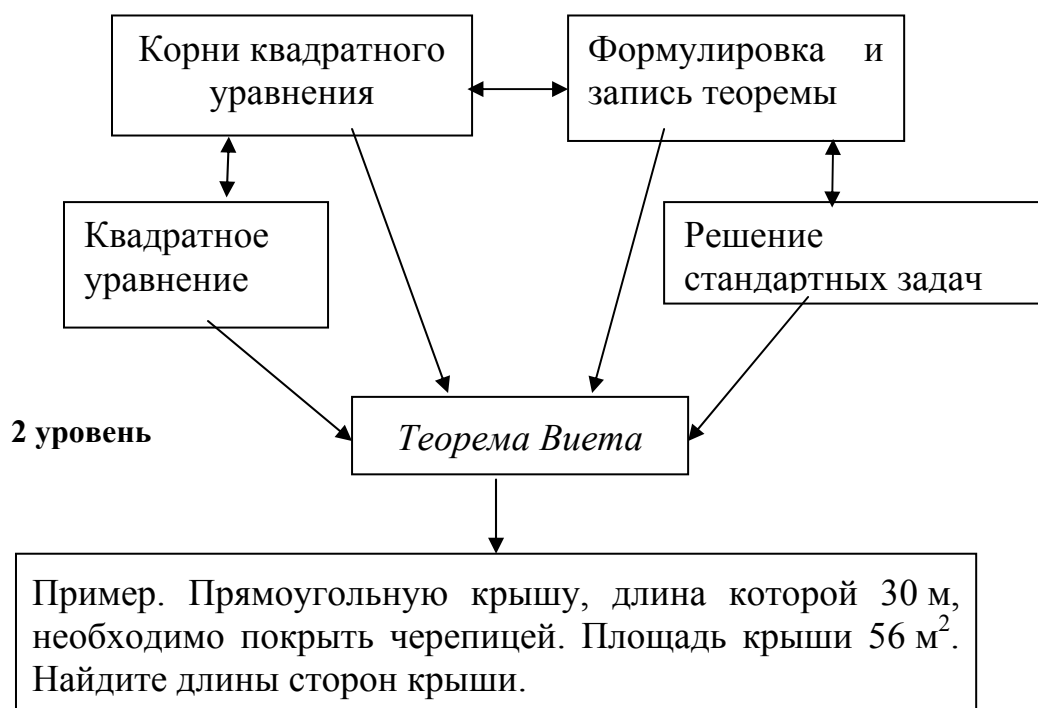 Корни квадратного
уравнения
Формулировка и
запись теоремы
Квадратное
уравнение
Решение
стандартных задач
2 уровень
Теорема Виета
Пример. Прямоугольную крышу, длина которой 30 м,
необходимо покрыть черепицей. Площадь крыши 56 м².
Найдите длины сторон крыши.